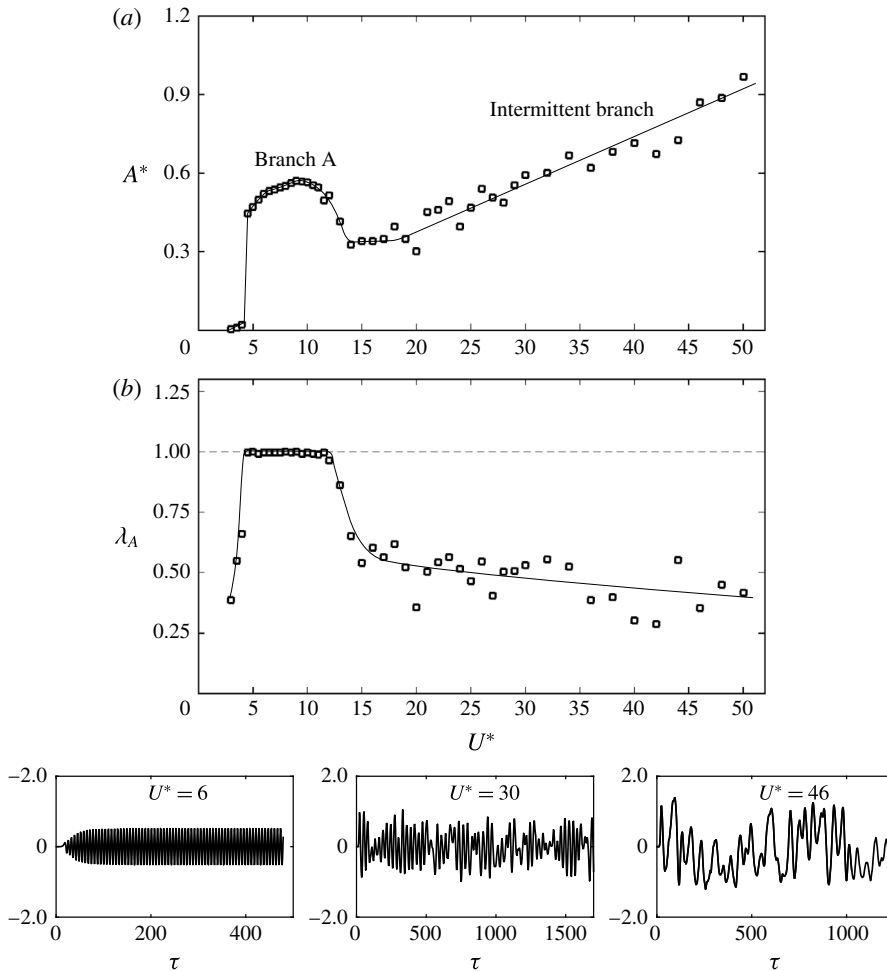 (a)
1.2
0.9
0.6
0.3
A*
Branch A
Intermittent branch
0 5 10 15 20 25 30 35 40 45 50
(b)
1.25
1.00
0.75
0.50
0.25
λ_A
0 5 10 15 20 25 30 35 40 45 50
U*
−2.0
0
−2.0
U* = 6
0 200 400
τ
2.0
0
−2.0
U* = 30
0 500 1000 1500
τ
2.0
0
−2.0
U* = 46
0 500 1000
τ